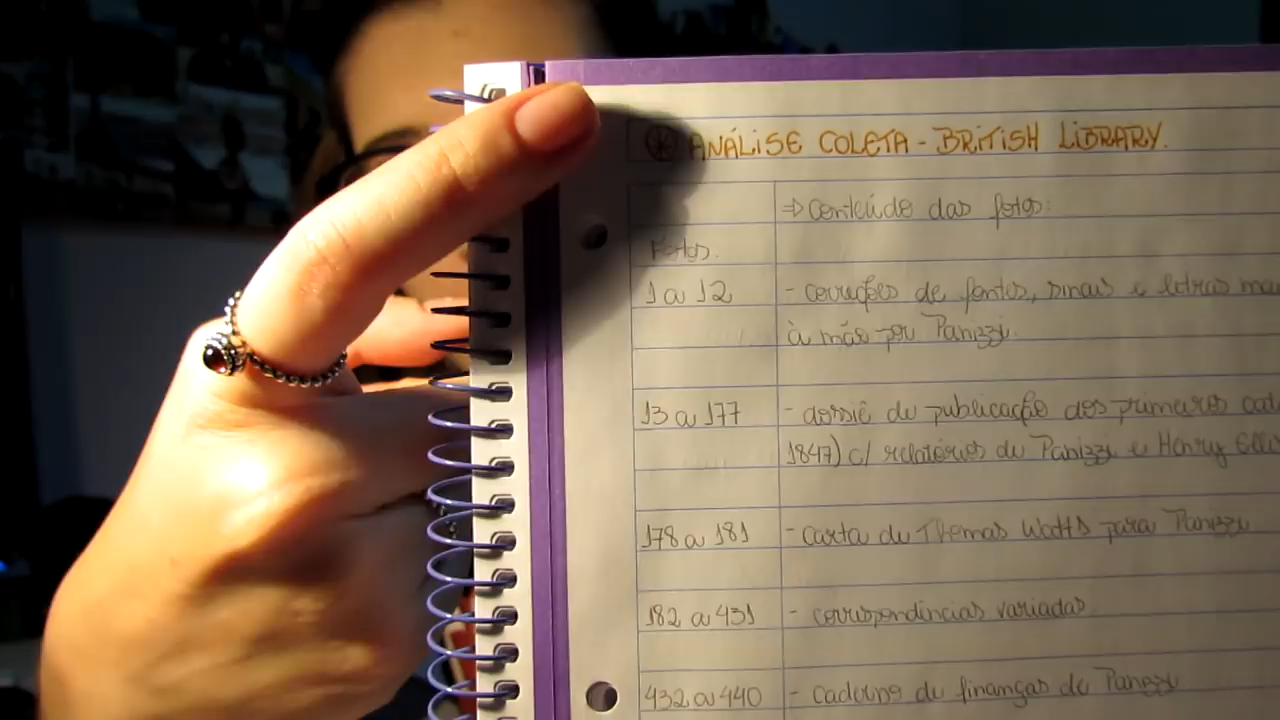 ANÁLISE COLETA - BRITISH LIBRARY.
⇒ Conteúdo das fotos:
Fotos.
1 a 12 - correções de fontes, sinais e letras
à mão por Panizzi.
13 a 177 - dossiê de publicação dos primeiros
1847) c/ relatórios de Panizzi e Henry
178 a 181 - carta de Thomas Watts para Panizzi
182 a 431 - correspondências variadas.
432 a 440 - caderno de finanças de Panizzi